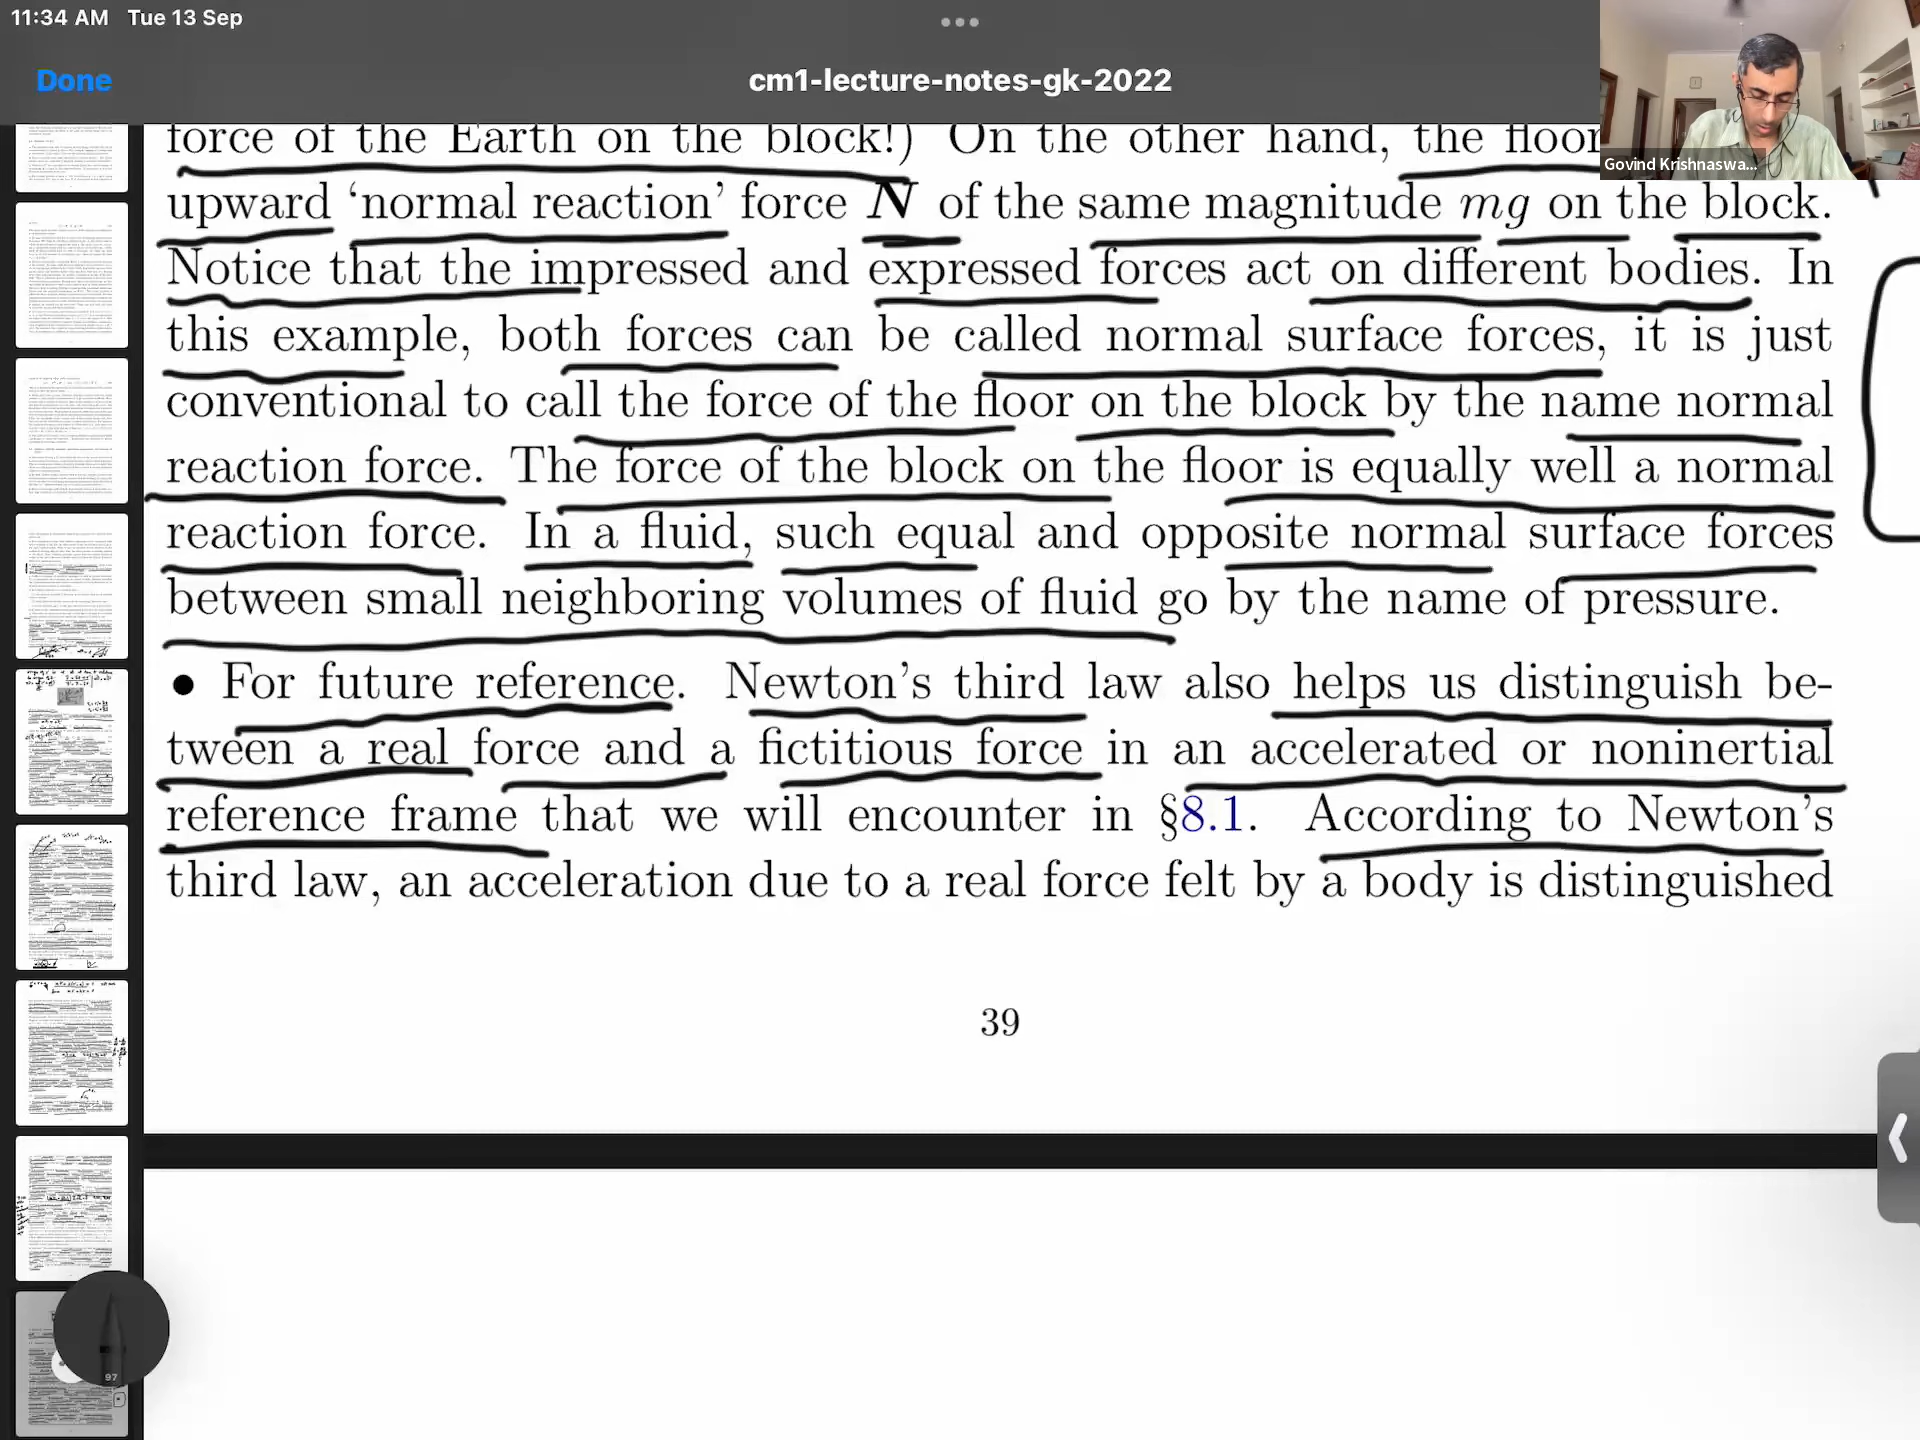 11:34 AM Tue 13 Sep
Done
cm1-lecture-notes-gk-2022
Govind Krishnaswa...
force of the Earth on the block!) On the other hand, the floor
upward ‘normal reaction’ force N of the same magnitude mg on the block.
Notice that the impressed and expressed forces act on different bodies. In
this example, both forces can be called normal surface forces, it is just
conventional to call the force of the floor on the block by the name normal
reaction force. The force of the block on the floor is equally well a normal
reaction force. In a fluid, such equal and opposite normal surface forces
between small neighboring volumes of fluid go by the name of pressure.
• For future reference. Newton’s third law also helps us distinguish be-
tween a real force and a fictitious force in an accelerated or noninertial
reference frame that we will encounter in §8.1. According to Newton’s
third law, an acceleration due to a real force felt by a body is distinguished
39
97